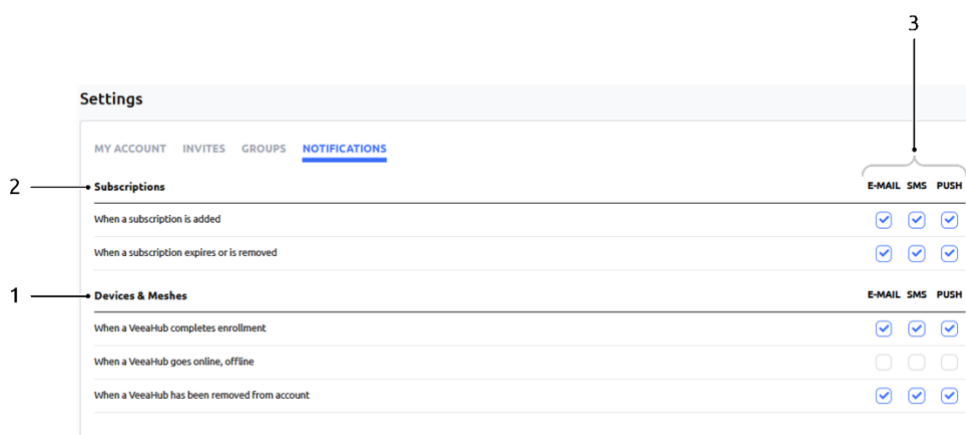 3
Settings
MY ACCOUNT INVITES GROUPS NOTIFICATIONS
2 Subscriptions E-MAIL SMS PUSH
When a subscription is added
When a subscription expires or is removed
1 Devices & Meshes E-MAIL SMS PUSH
When a VeeaHub completes enrollment
When a VeeaHub goes online, offline
When a VeeaHub has been removed from account